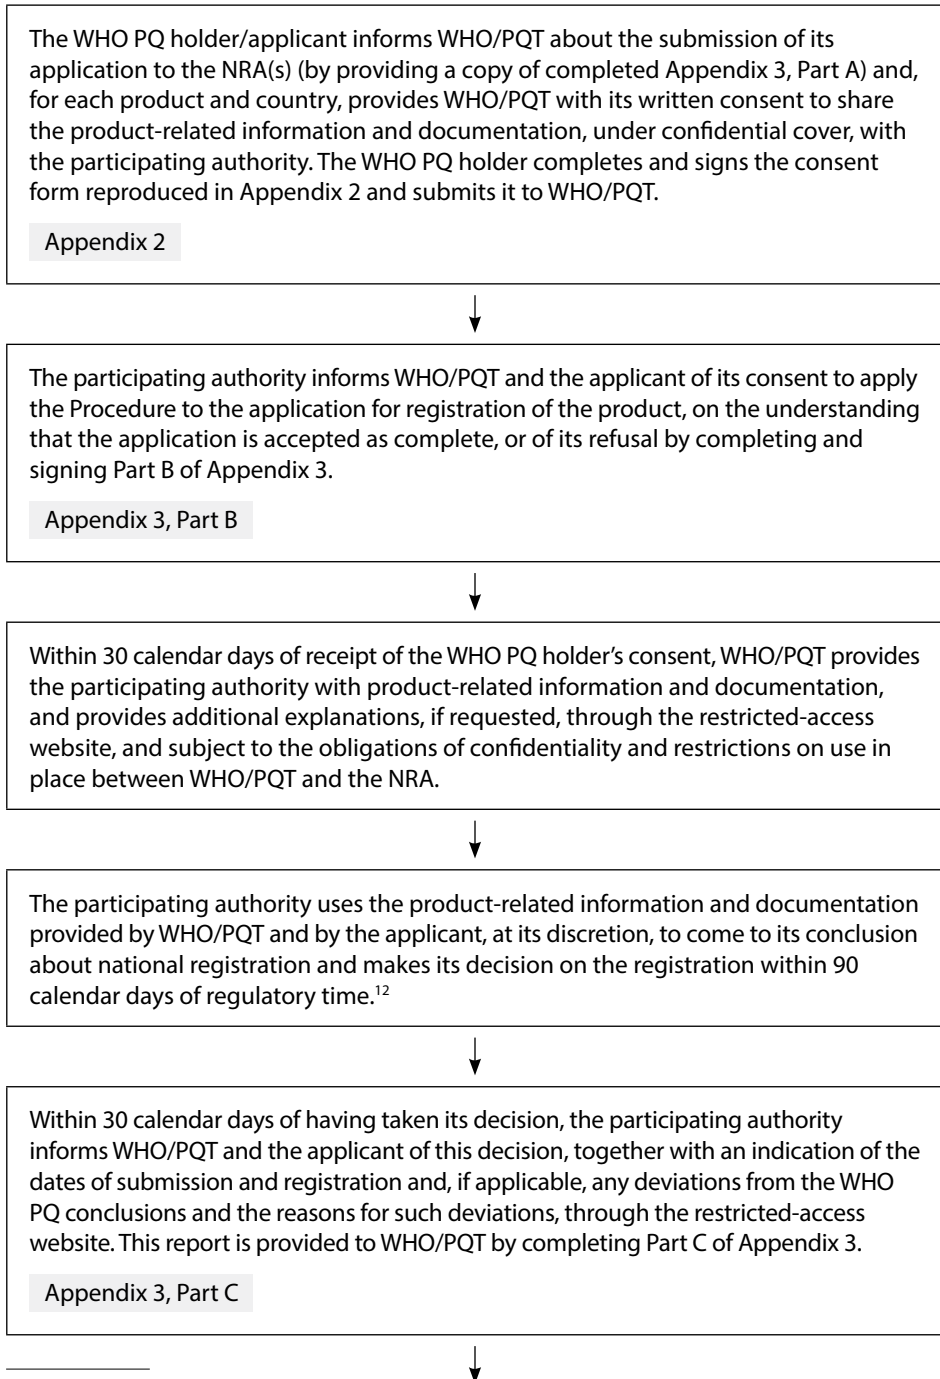 The WHO PQ holder/applicant informs WHO/PQT about the submission of its
application to the NRA(s) (by providing a copy of completed Appendix 3, Part A) and,
for each product and country, provides WHO/PQT with its written consent to share
the product-related information and documentation, under confidential cover, with
the participating authority. The WHO PQ holder completes and signs the consent
form reproduced in Appendix 2 and submits it to WHO/PQT.
Appendix 2
The participating authority informs WHO/PQT and the applicant of its consent to apply
the Procedure to the application for registration of the product, on the understanding
that the application is accepted as complete, or of its refusal by completing and
signing Part B of Appendix 3.
Appendix 3, Part B
Within 30 calendar days of receipt of the WHO PQ holder’s consent, WHO/PQT provides
the participating authority with product-related information and documentation,
and provides additional explanations, if requested, through the restricted-access
website, and subject to the obligations of confidentiality and restrictions on use in
place between WHO/PQT and the NRA.
The participating authority uses the product-related information and documentation
provided by WHO/PQT and by the applicant, at its discretion, to come to its conclusion
about national registration and makes its decision on the registration within 90
calendar days of regulatory time.¹²
Within 30 calendar days of having taken its decision, the participating authority
informs WHO/PQT and the applicant of this decision, together with an indication of the
dates of submission and registration and, if applicable, any deviations from the WHO
PQ conclusions and the reasons for such deviations, through the restricted-access
website. This report is provided to WHO/PQT by completing Part C of Appendix 3.
Appendix 3, Part C